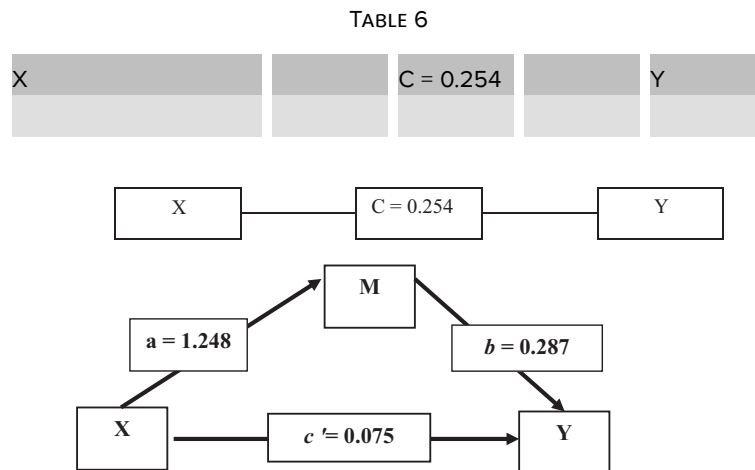 TABLE 6
X C = 0.254 Y
X C = 0.254 Y
M
a = 1.248 b = 0.287
X c '= 0.075 Y